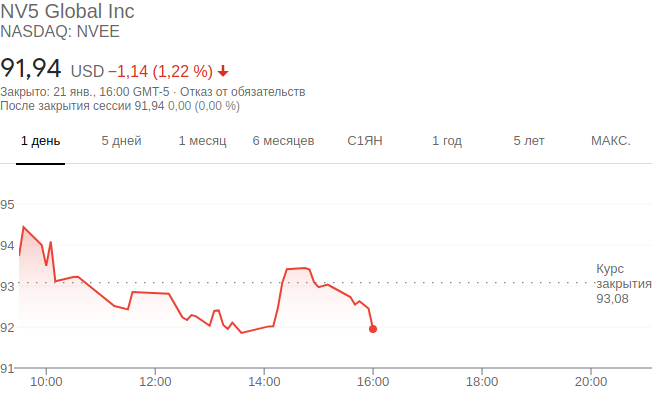 NV5 Global Inc
NASDAQ: NVEE
91,94 USD −1,14 (1,22 %)
Закрыто: 21 янв., 16:00 GMT-5 · Отказ от обязательств
После закрытия сессии 91,94 0,00 (0,00 %)
1 день 5 дней 1 месяц 6 месяцев С1ЯН 1 год 5 лет МАКС.
95
94
93
92
91
Курс
закрытия
93,08
10:00 12:00 14:00 16:00 18:00 20:00